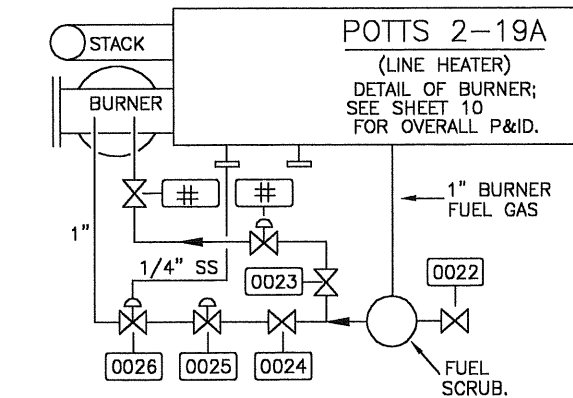 POTTS 2-19A
(LINE HEATER)
DETAIL OF BURNER;
SEE SHEET 10
FOR OVERALL P&ID.
STACK
BURNER
#
#
1" BURNER
FUEL GAS
1"
1/4" SS
0023
0022
0026
0025
0024
FUEL
SCRUB.